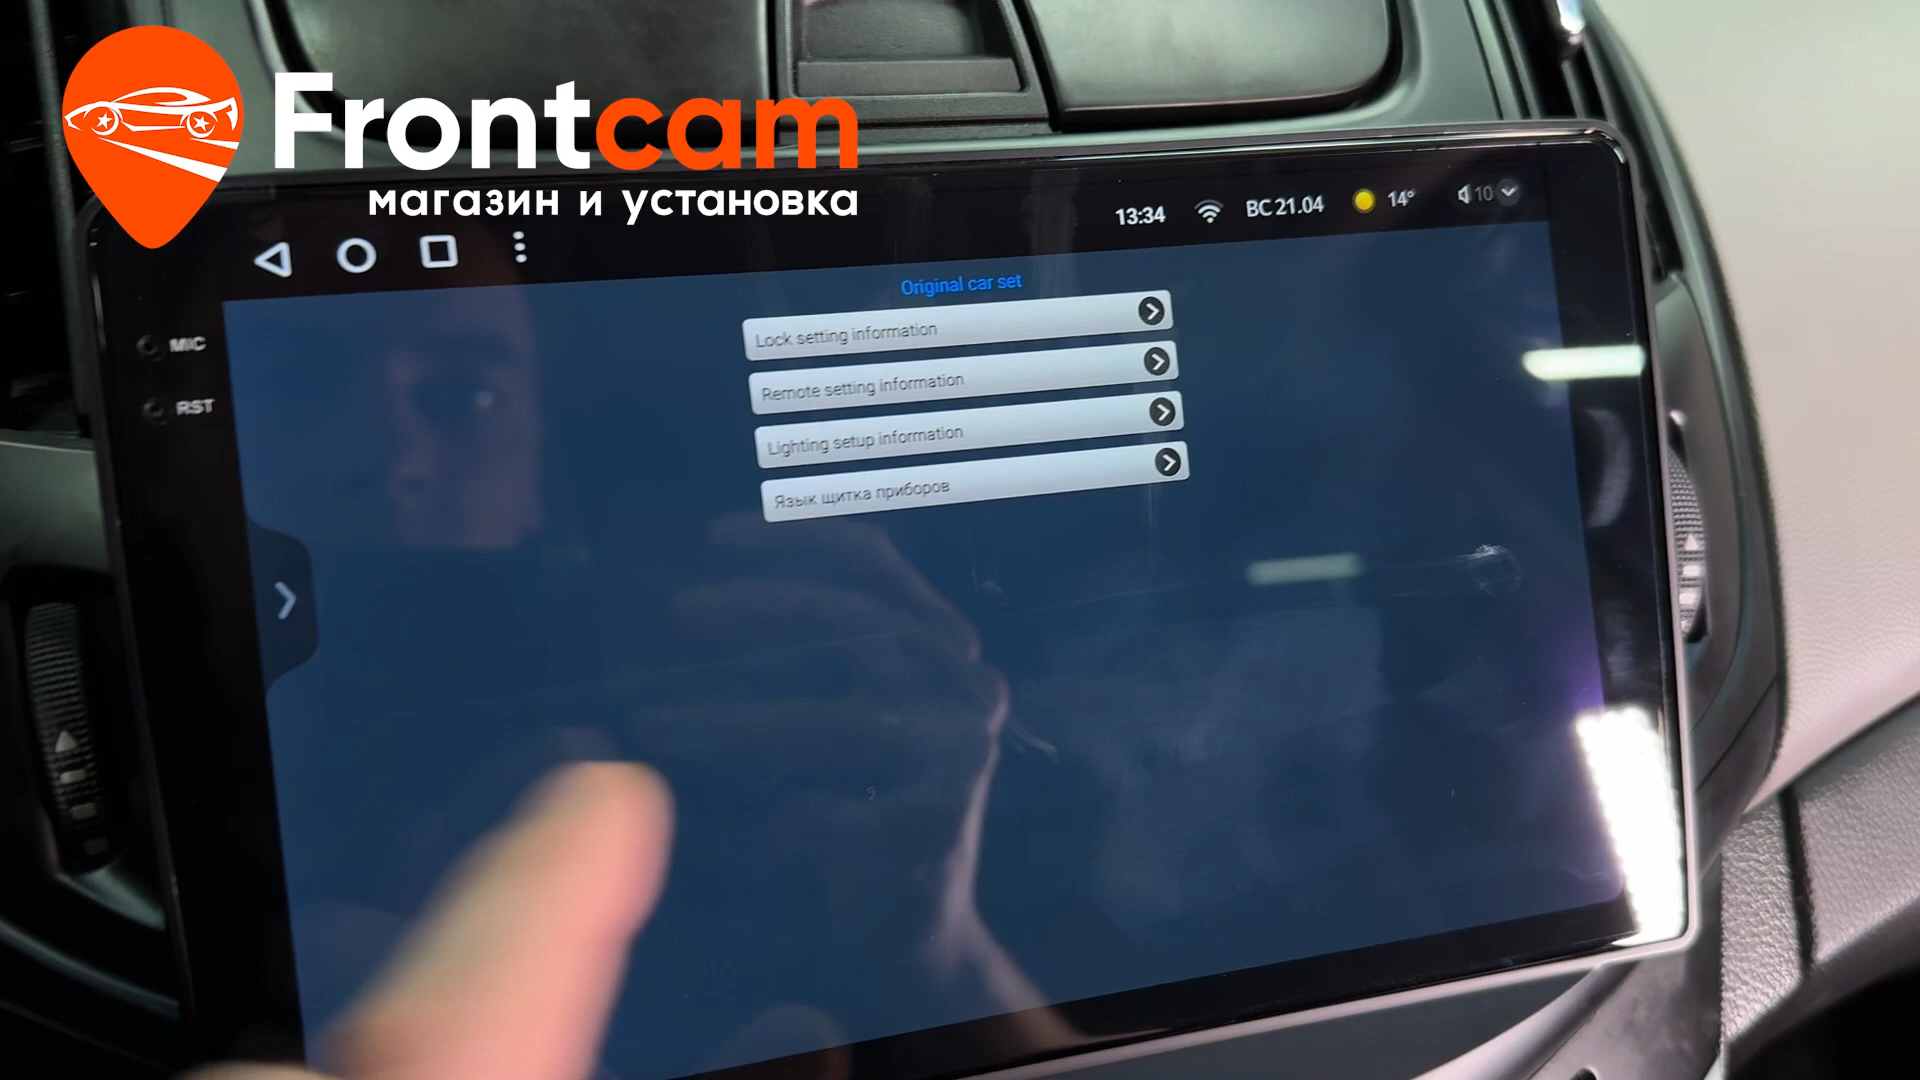 Frontcam
магазин и установка
13:34 ВС 21.04 14° 10
Original car set
MIC
Lock setting information
RST
Remote setting information
Lighting setup information
Язык щитка приборов